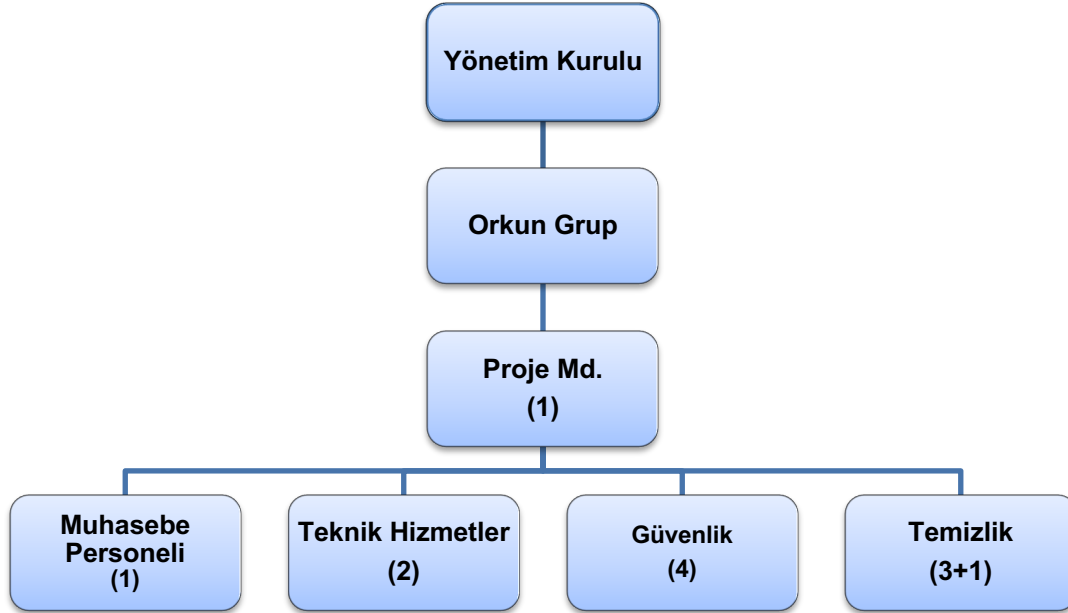 Yönetim Kurulu
Orkun Grup
Proje Md.
(1)
Muhasebe
Personeli
(1)
Teknik Hizmetler
(2)
Güvenlik
(4)
Temizlik
(3+1)